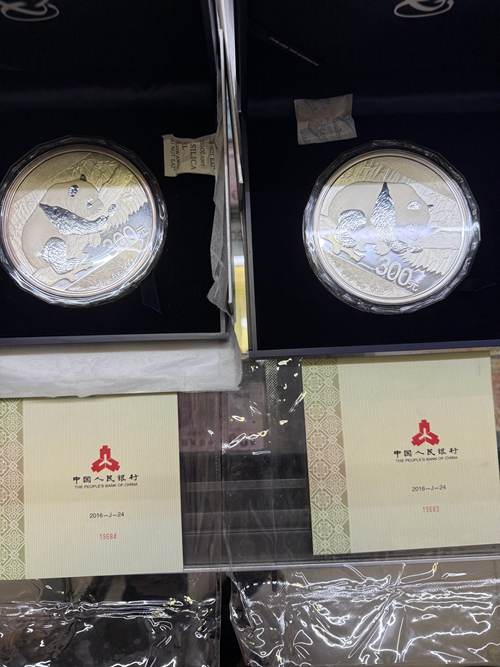 SILICA
300元
300元
中国人民银行
THE PEOPLE'S BANK OF CHINA
2016-J-24
19684
中国人民银行
THE PEOPLE'S BANK OF CHINA
2016-J-24
19683